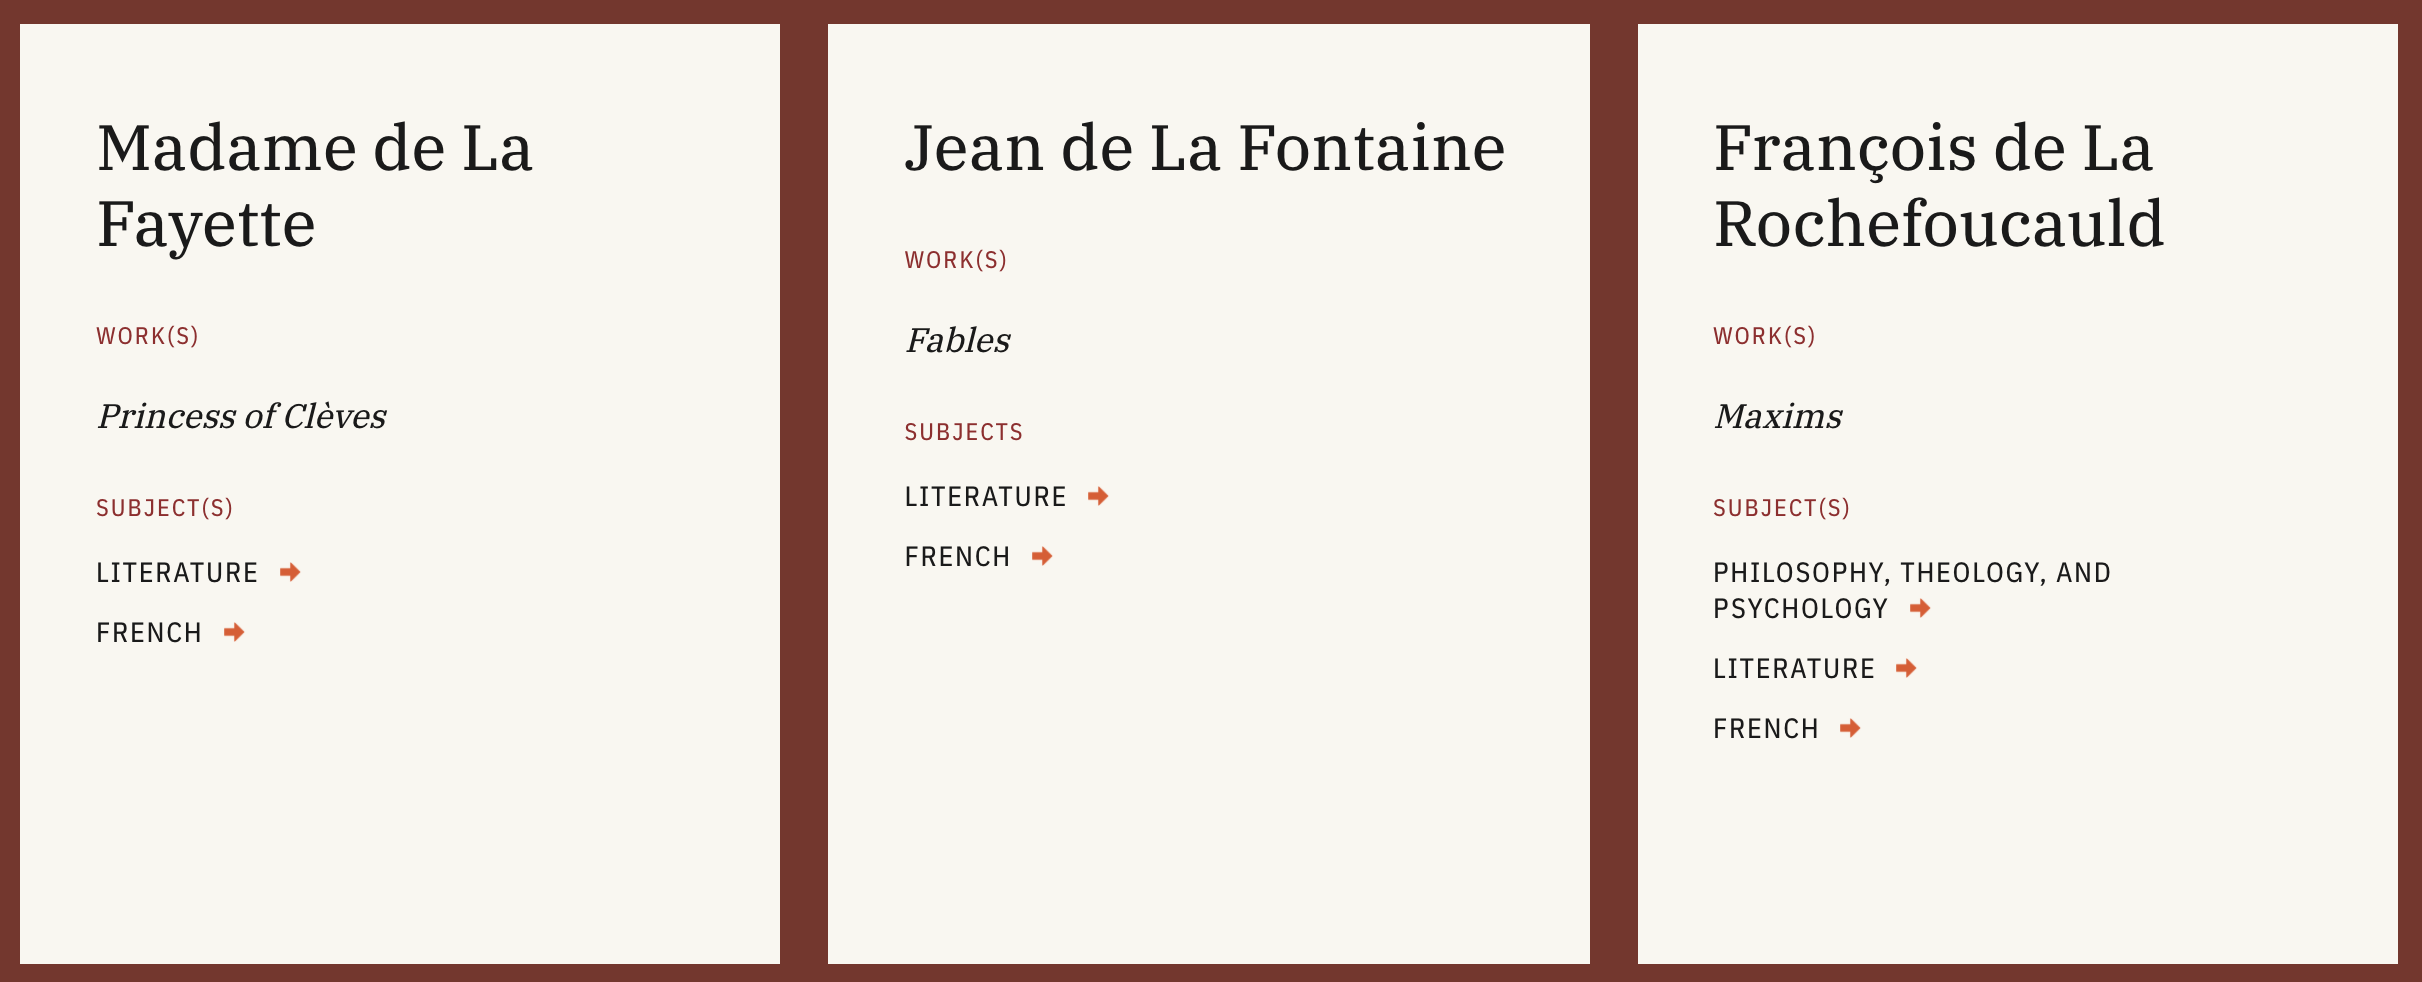 Madame de La
Fayette
WORK(S)
Princess of Clèves
SUBJECT(S)
LITERATURE
FRENCH
Jean de La Fontaine
WORK(S)
Fables
SUBJECTS
LITERATURE
FRENCH
François de La
Rochefoucauld
WORK(S)
Maxims
SUBJECT(S)
PHILOSOPHY, THEOLOGY, AND
PSYCHOLOGY
LITERATURE
FRENCH